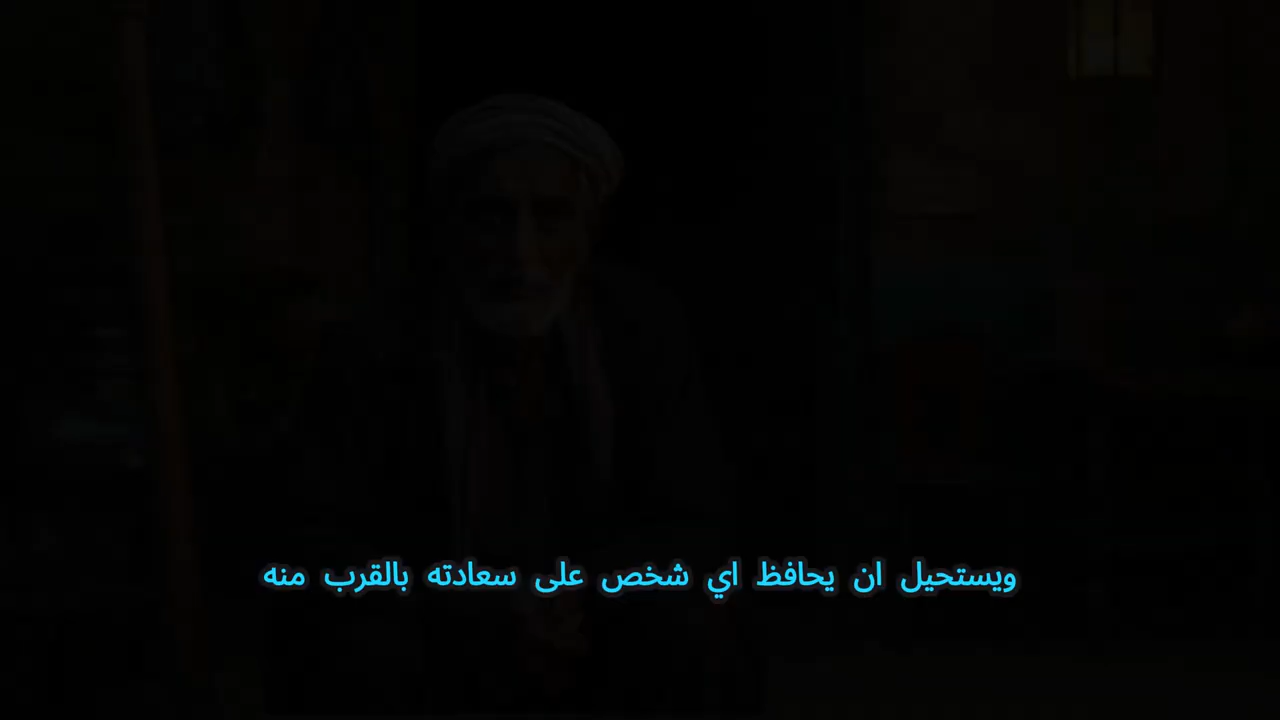 ويستحيل ان يحافظ اي شخص على سعادته بالقرب منه